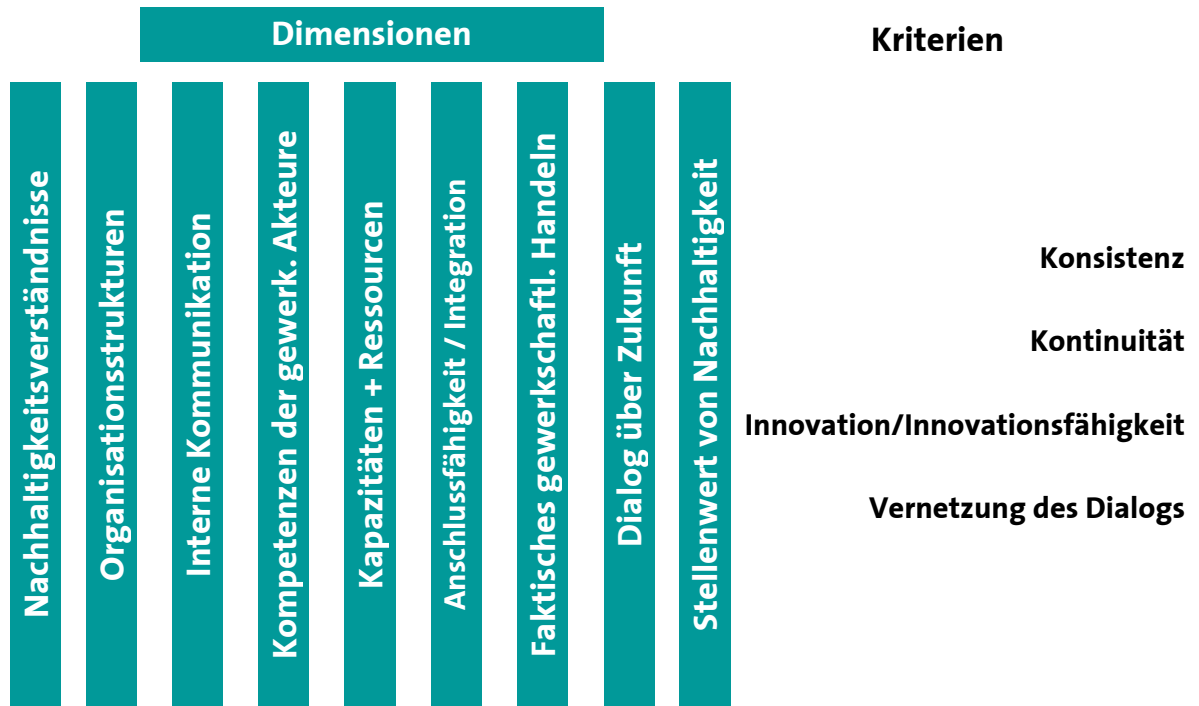 Dimensionen
Kriterien
Nachhaltigkeitsverständnisse
Organisationsstrukturen
Interne Kommunikation
Kompetenzen der gewerk. Akteure
Kapazitäten + Ressourcen
Anschlussfähigkeit / Integration
Faktisches gewerkschaftl. Handeln
Dialog über Zukunft
Stellenwert von Nachhaltigkeit
Konsistenz
Kontinuität
Innovation/Innovationsfähigkeit
Vernetzung des Dialogs